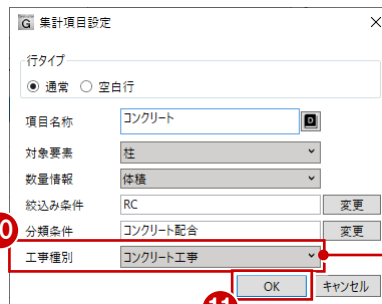 G 集計項目設定
行タイプ
通常 空白行
項目名称 コンクリート D
対象要素 柱
数量情報 体積
絞込み条件 RC 変更
分類条件 コンクリート配合 変更
工事種別 コンクリート工事
OK キャンセル
11